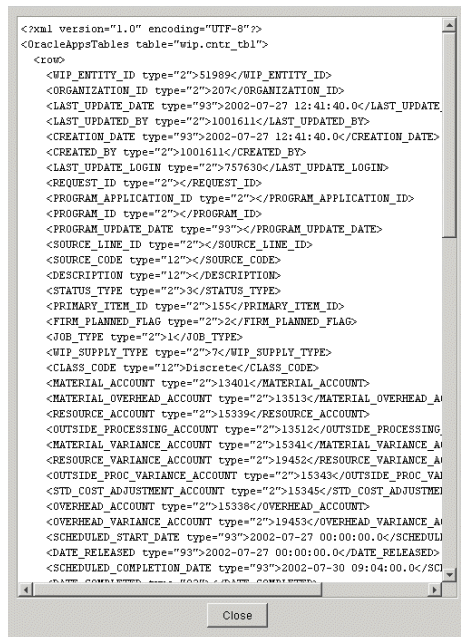 <?xml version="1.0" encoding="UTF-8"?>
<OracleAppsTables table="wip.cntr_tbl">
<row>
<WIP_ENTITY_ID type="2">51989</WIP_ENTITY_ID>
<ORGANIZATION_ID type="2">207</ORGANIZATION_ID>
<LAST_UPDATE_DATE type="93">2002-07-27 12:41:40.0</LAST_UPDATE_
<LAST_UPDATED_BY type="2">1001611</LAST_UPDATED_BY>
<CREATION_DATE type="93">2002-07-27 12:41:40.0</CREATION_DATE>
<CREATED_BY type="2">1001611</CREATED_BY>
<LAST_UPDATE_LOGIN type="2">757630</LAST_UPDATE_LOGIN>
<REQUEST_ID type="2"></REQUEST_ID>
<PROGRAM_APPLICATION_ID type="2"></PROGRAM_APPLICATION_ID>
<PROGRAM_ID type="2"></PROGRAM_ID>
<PROGRAM_UPDATE_DATE type="93"></PROGRAM_UPDATE_DATE>
<SOURCE_LINE_ID type="2"></SOURCE_LINE_ID>
<SOURCE_CODE type="12"></SOURCE_CODE>
<DESCRIPTION type="12"></DESCRIPTION>
<STATUS_TYPE type="2">3</STATUS_TYPE>
<PRIMARY_ITEM_ID type="2">155</PRIMARY_ITEM_ID>
<FIRM_PLANNED_FLAG type="2">2</FIRM_PLANNED_FLAG>
<JOB_TYPE type="2">1</JOB_TYPE>
<WIP_SUPPLY_TYPE type="2">7</WIP_SUPPLY_TYPE>
<CLASS_CODE type="12">Discrete</CLASS_CODE>
<MATERIAL_ACCOUNT type="2">13401</MATERIAL_ACCOUNT>
<MATERIAL_OVERHEAD_ACCOUNT type="2">13513</MATERIAL_OVERHEAD_A
<RESOURCE_ACCOUNT type="2">15339</RESOURCE_ACCOUNT>
<OUTSIDE_PROCESSING_ACCOUNT type="2">13512</OUTSIDE_PROCESSING_
<MATERIAL_VARIANCE_ACCOUNT type="2">15341</MATERIAL_VARIANCE_A
<RESOURCE_VARIANCE_ACCOUNT type="2">19452</RESOURCE_VARIANCE_A
<OUTSIDE_PROC_VARIANCE_ACCOUNT type="2">15343</OUTSIDE_PROC_VA
<STD_COST_ADJUSTMENT_ACCOUNT type="2">15345</STD_COST_ADJUSTME
<OVERHEAD_ACCOUNT type="2">15338</OVERHEAD_ACCOUNT>
<OVERHEAD_VARIANCE_ACCOUNT type="2">19453</OVERHEAD_VARIANCE_A
<SCHEDULED_START_DATE type="93">2002-07-27 00:00:00.0</SCHEDUL
<DATE_RELEASED type="93">2002-07-27 00:00:00.0</DATE_RELEASED>
<SCHEDULED_COMPLETION_DATE type="93">2002-07-30 09:04:00.0</SC
Close